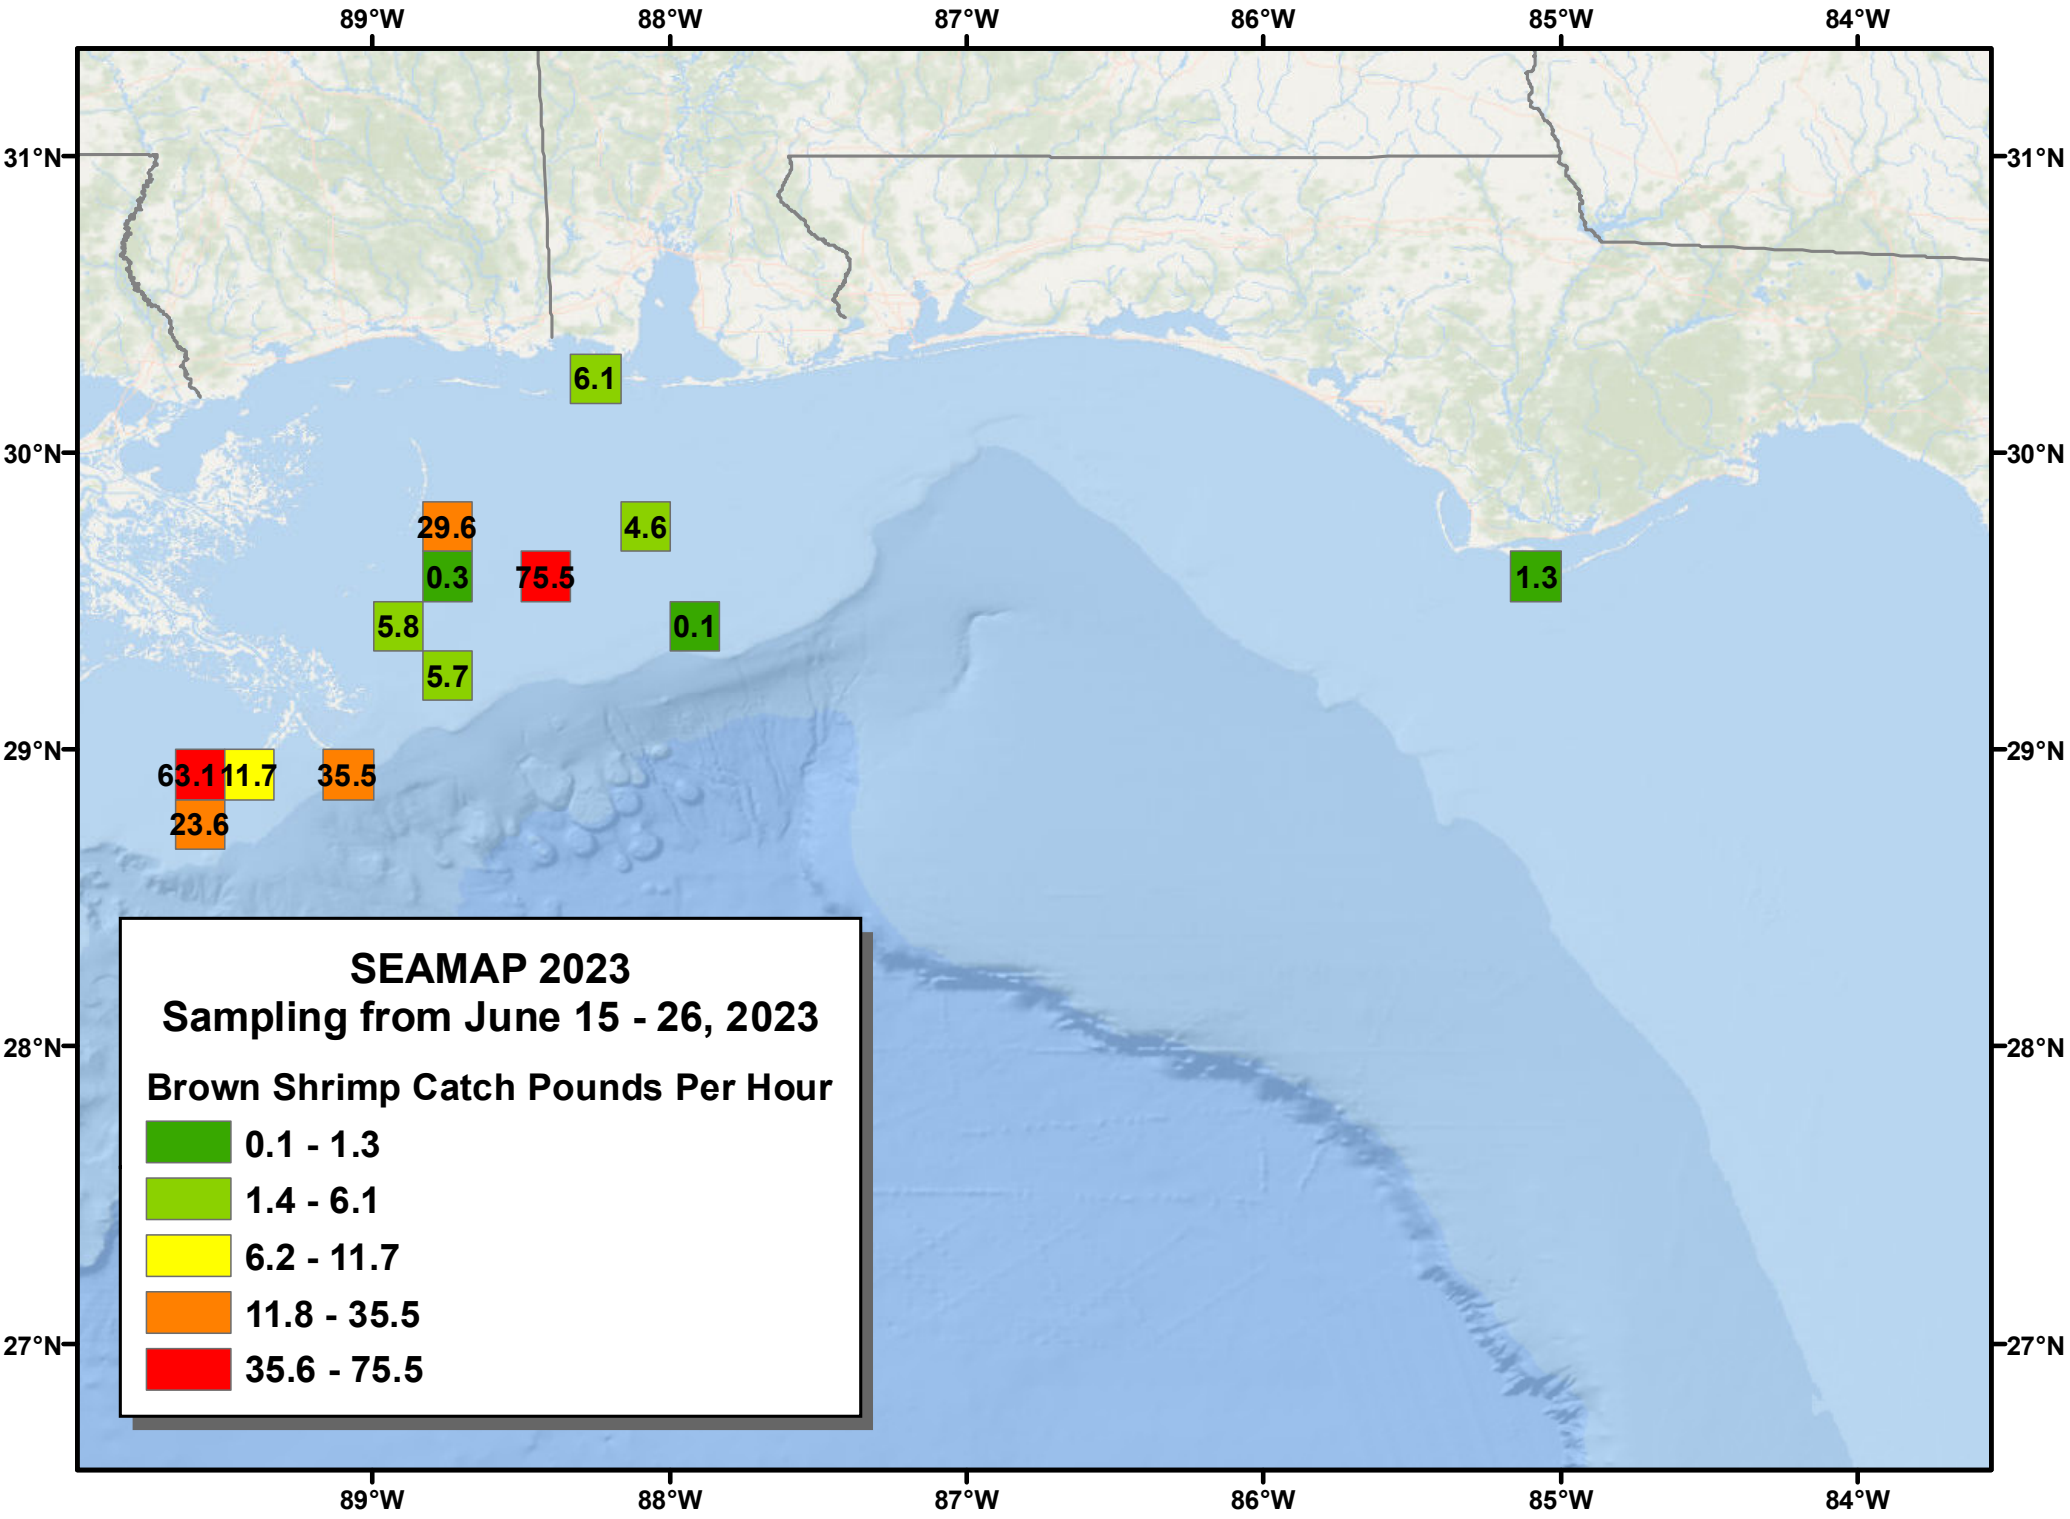 89°W 88°W 87°W 86°W 85°W 84°W
31°N 31°N
6.1
30°N 30°N
29.6 4.6
0.3 75.5 1.3
5.8 0.1
5.7
29°N 29°N
63.1 11.7 35.5
23.6
SEAMAP 2023
Sampling from June 15 - 26, 2023
28°N 28°N
Brown Shrimp Catch Pounds Per Hour
0.1 - 1.3
1.4 - 6.1
6.2 - 11.7
11.8 - 35.5
27°N 27°N
35.6 - 75.5
89°W 88°W 87°W 86°W 85°W 84°W